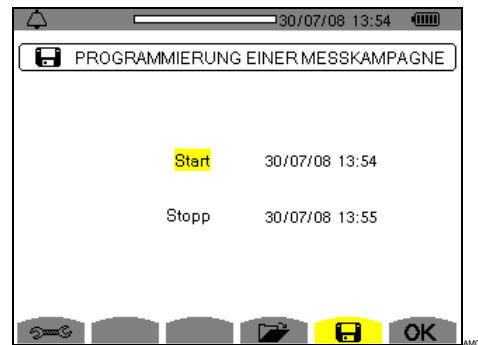 30/07/08 13:54
PROGRAMMIERUNG EINER MESSKAMPAGNE
Start 30/07/08 13:54
Stopp 30/07/08 13:55
OK